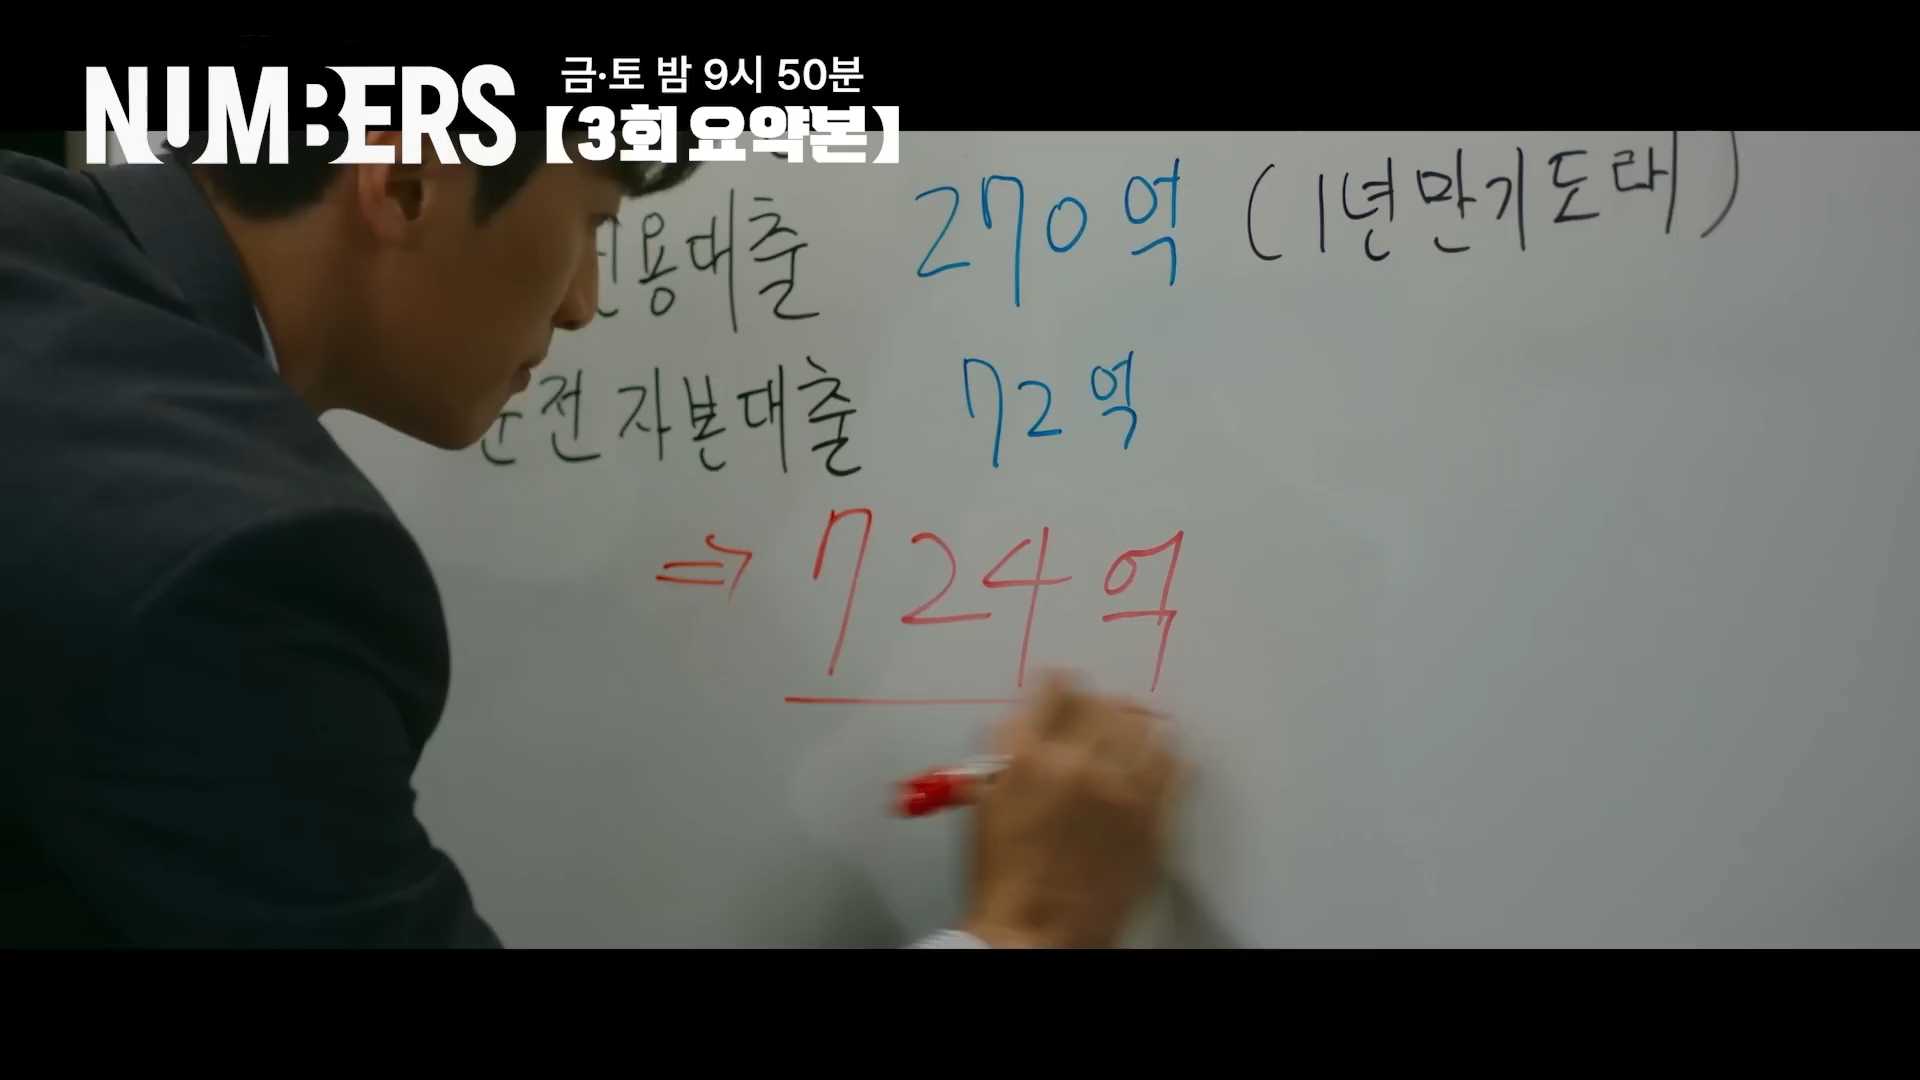 NUMBERS
금·토 밤 9시 50분
【3회 요약본】
용대출 270억 (1년만기도래)
전자본대출 72억
⇒ 724억